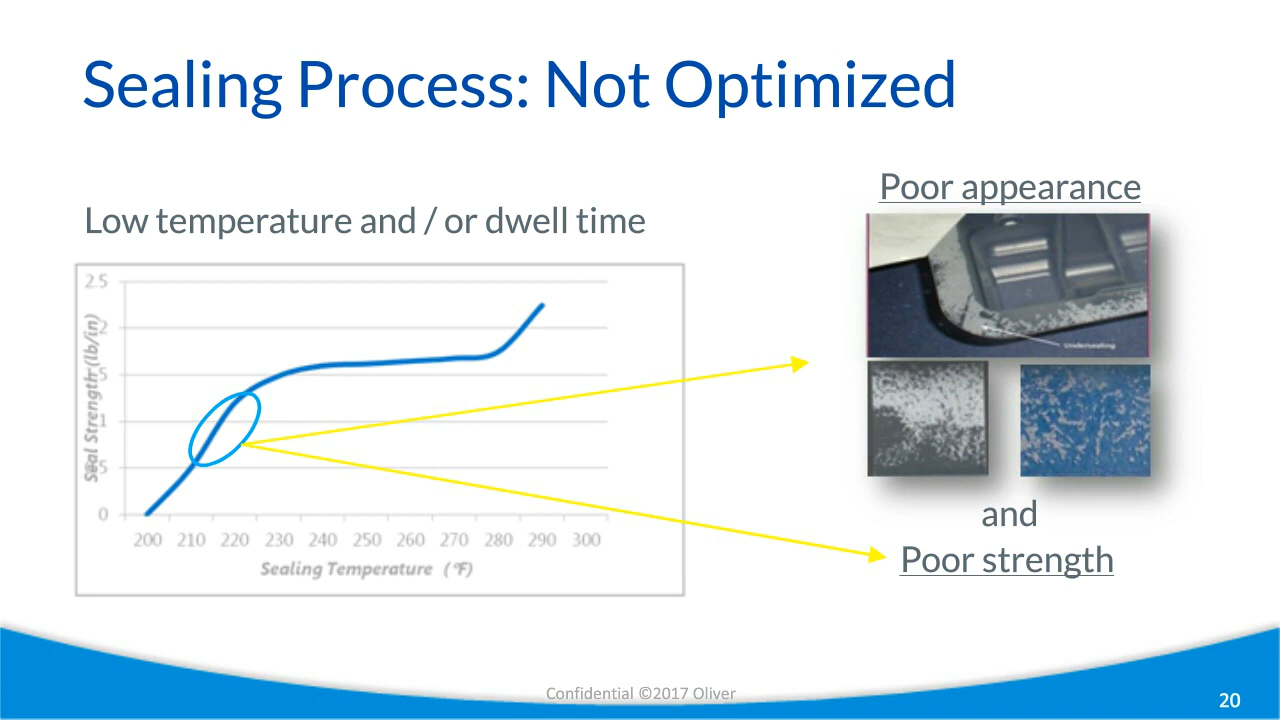 Sealing Process: Not Optimized
Low temperature and / or dwell time
Poor appearance
2.5
2
5
1
5
0
Seal Strength (lb/in)
200 210 220 230 240 250 260 270 280 290 300
Sealing Temperature (°F)
Undersealing
and
Poor strength
Confidential ©2017 Oliver
20